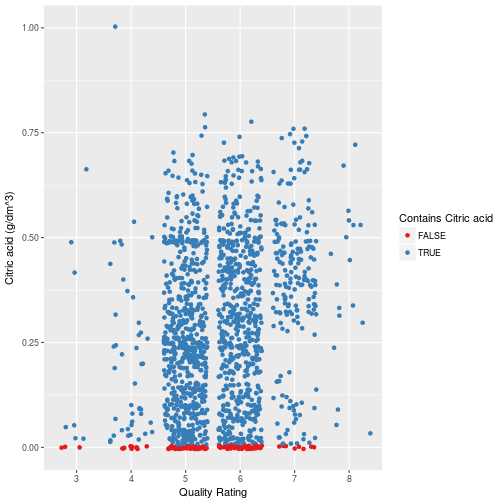 1.00
0.75
0.50
0.25
0.00
3 4 5 6 7 8
Quality Rating
Citric acid (g/dm^3)
Contains Citric acid
FALSE
TRUE